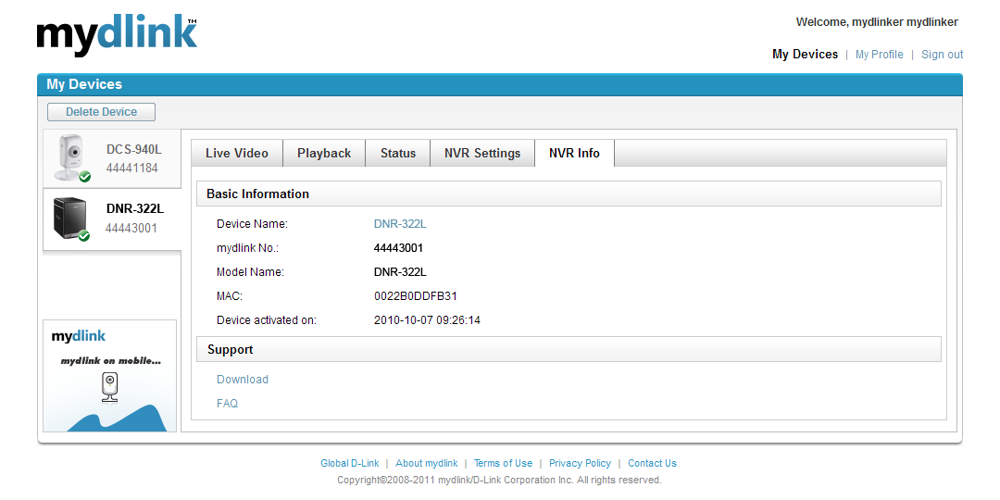 mydlink™
Welcome, mydlinker mydlinker
My Devices | My Profile | Sign out
My Devices
Delete Device
DCS-940L
44441184
DNR-322L
44443001
mydlink
mydlink on mobile...
Live Video Playback Status NVR Settings NVR Info
Basic Information
Device Name: DNR-322L
mydlink No.: 44443001
Model Name: DNR-322L
MAC: 0022B0DDFB31
Device activated on: 2010-10-07 09:26:14
Support
Download
FAQ
Global D-Link | About mydlink | Terms of Use | Privacy Policy | Contact Us
Copyright©2008-2011 mydlink/D-Link Corporation Inc. All rights reserved.